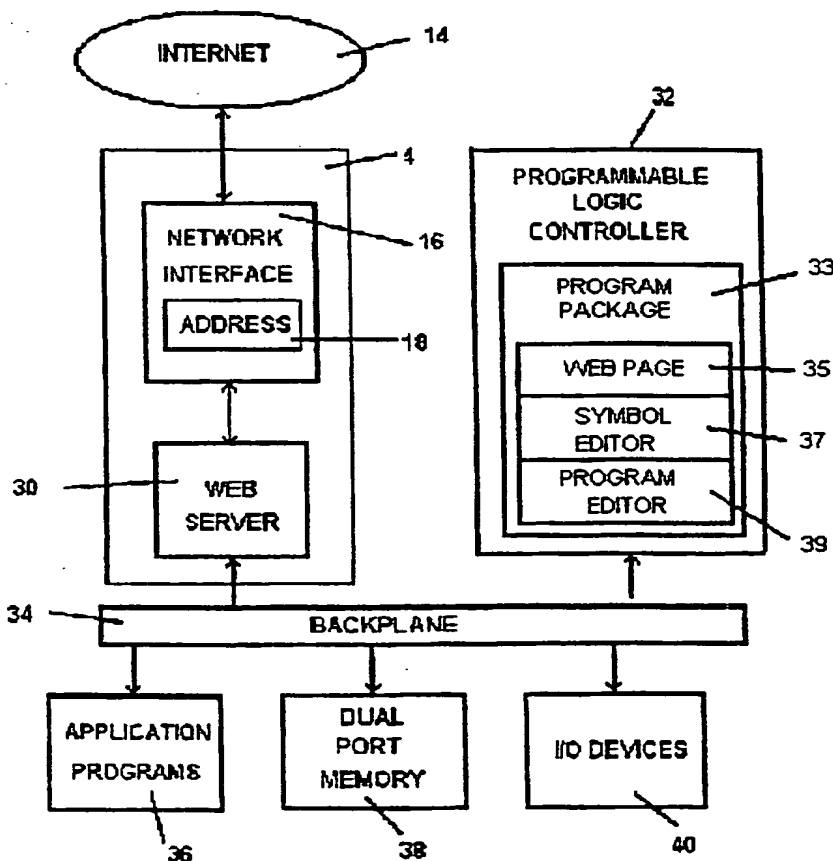 INTERNET
14
4
32
PROGRAMMABLE
LOGIC
CONTROLLER
NETWORK
INTERFACE
16
ADDRESS
18
PROGRAM
PACKAGE
33
WEB PAGE
35
SYMBOL
EDITOR
37
PROGRAM
EDITOR
39
30
WEB
SERVER
34
BACKPLANE
APPLICATION
PROGRAMS
36
DUAL
PORT
MEMORY
38
I/O DEVICES
40